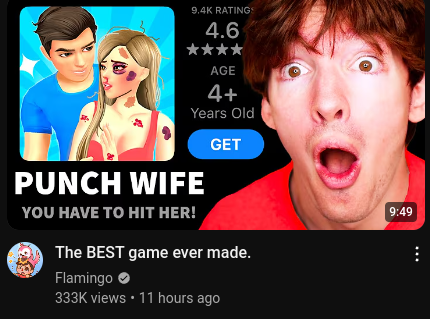 9.4K RATINGS
4.6
★★★★★
AGE
4+
Years Old
GET
PUNCH WIFE
YOU HAVE TO HIT HER!
9:49
The BEST game ever made.
Flamingo
333K views • 11 hours ago